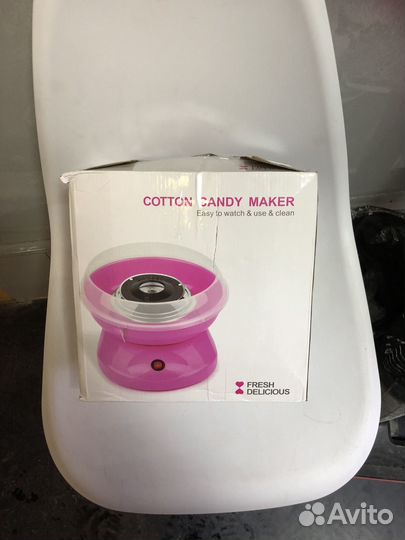 COTTON CANDY MAKER
Easy to watch & use & clean
FRESH
DELICIOUS
Avito